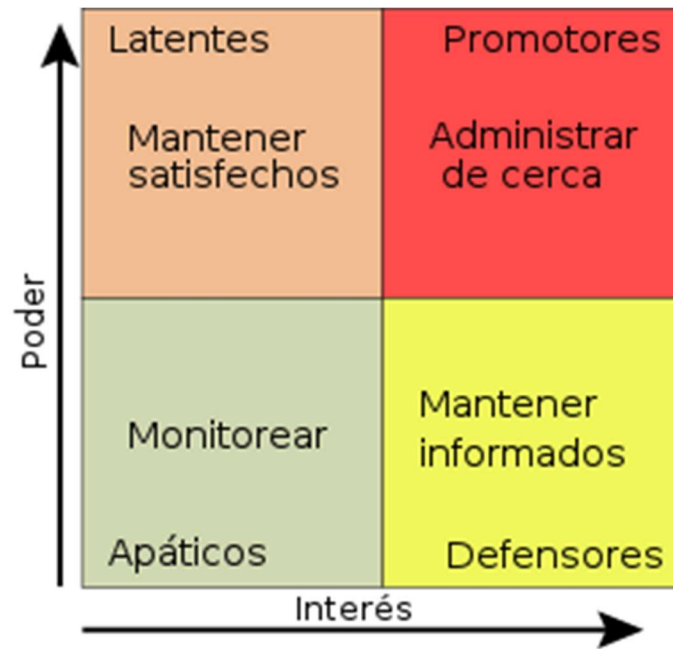 Latentes
Promotores
Mantener
satisfechos
Administrar
de cerca
Poder
Monitorear
Mantener
informados
Apáticos
Defensores
Interés